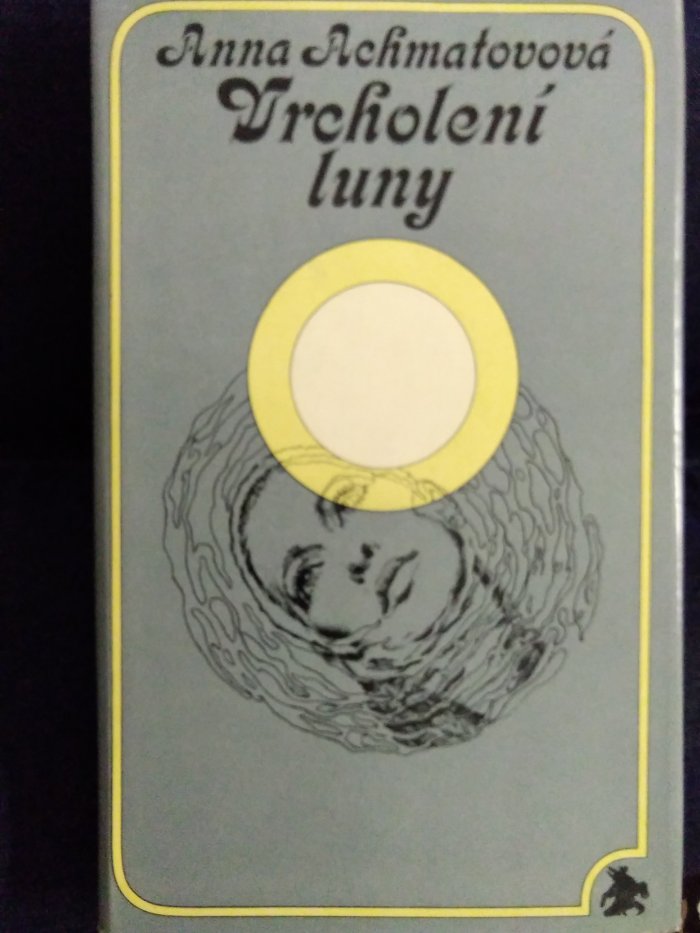 Anna Achmatovová
Vrcholení
luny